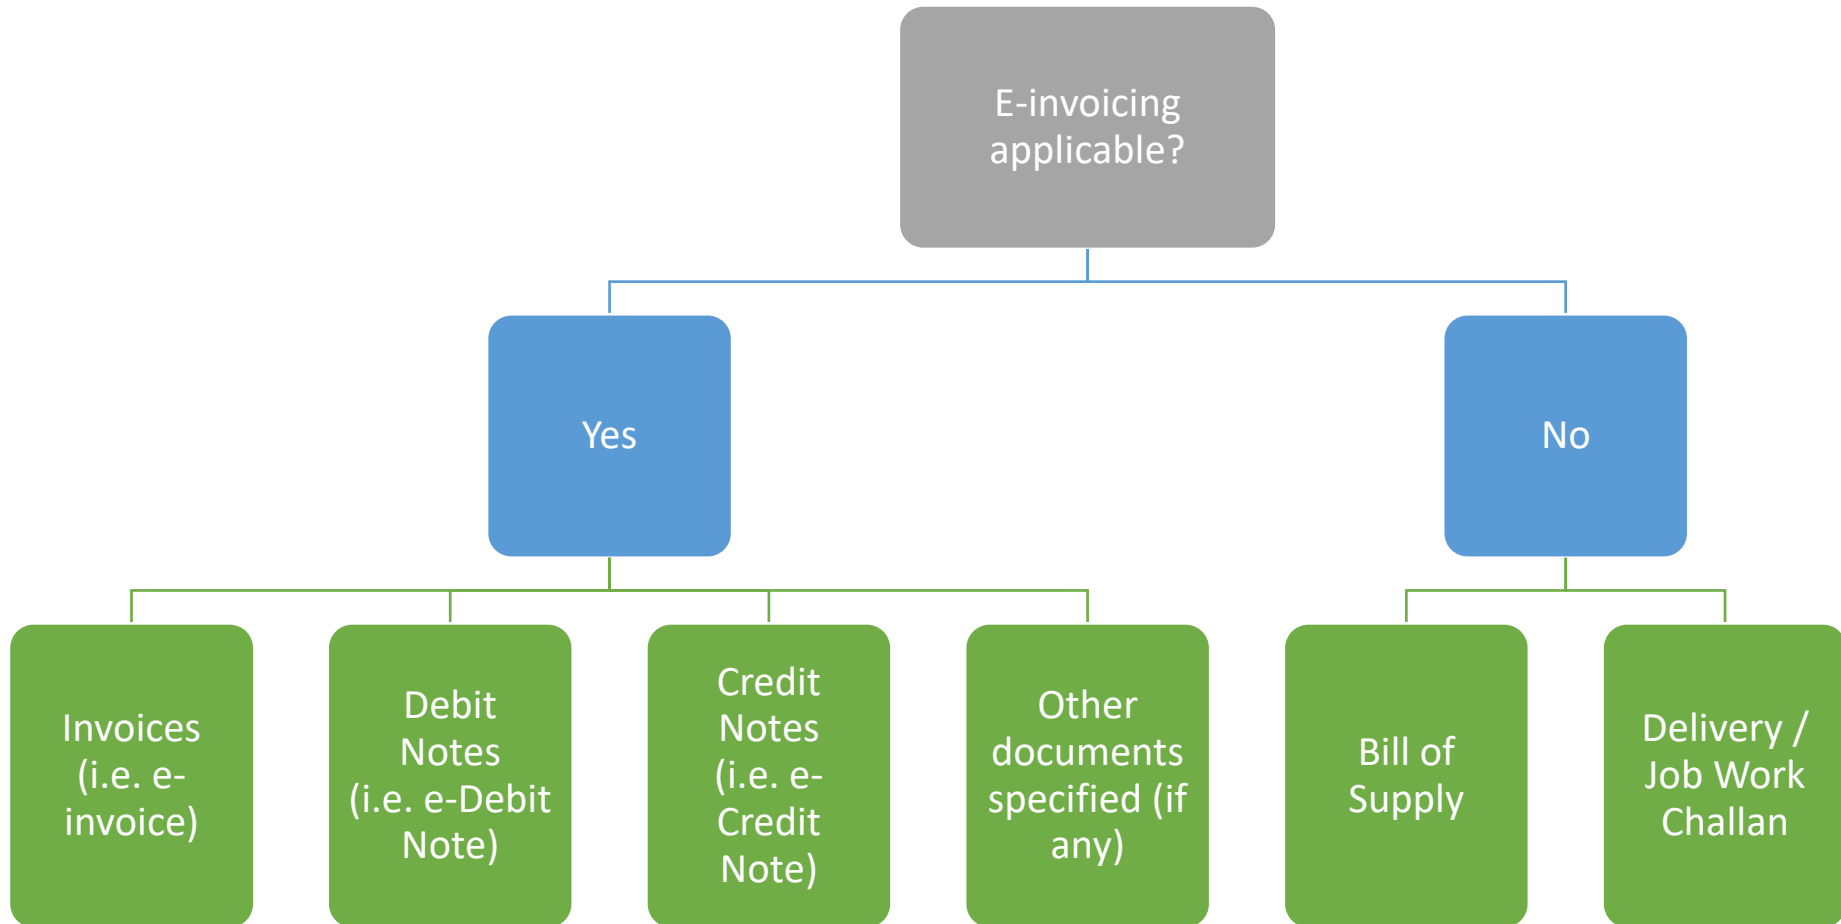 E-invoicing
applicable?
Yes
No
Invoices
(i.e. e-
invoice)
Debit
Notes
(i.e. e-Debit
Note)
Credit
Notes
(i.e. e-
Credit
Note)
Other
documents
specified (if
any)
Bill of
Supply
Delivery /
Job Work
Challan